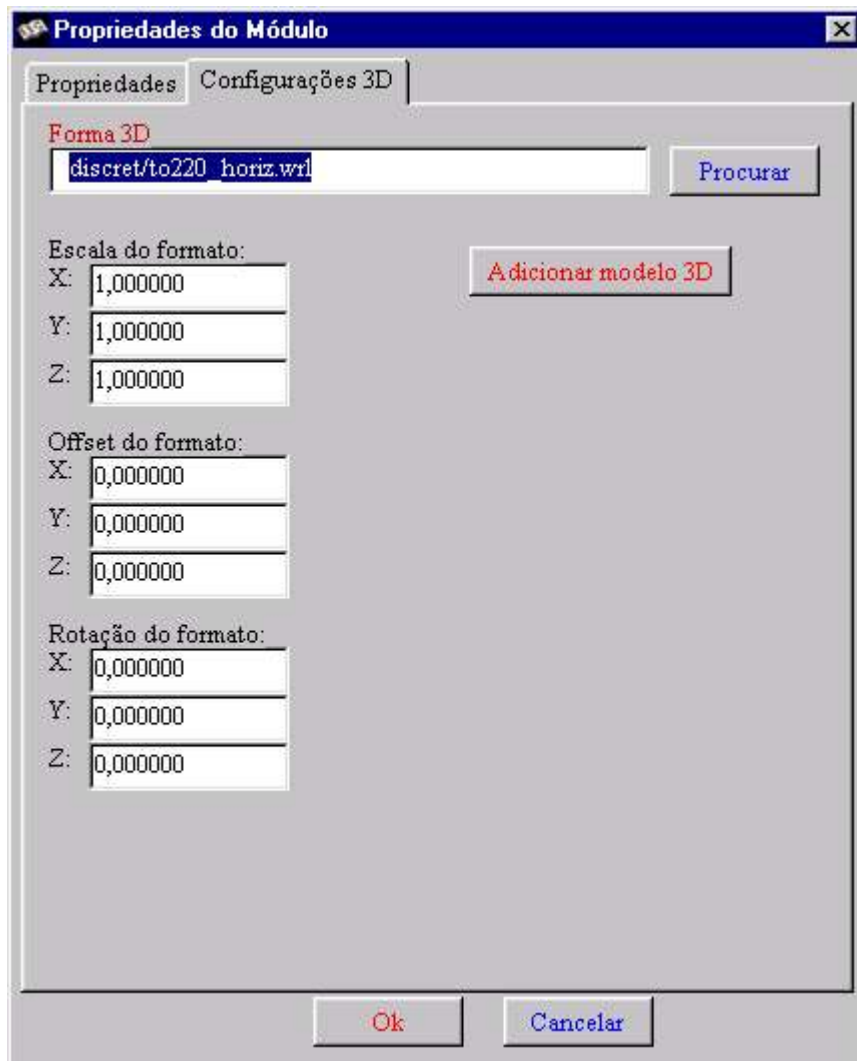 Propriedades do Módulo
Propriedades Configurações 3D
Forma 3D
discret/to220_horiz.wrl
Procurar
Escala do formato:
Adicionar modelo 3D
X: 1,000000
Y: 1,000000
Z: 1,000000
Offset do formato:
X: 0,000000
Y: 0,000000
Z: 0,000000
Rotação do formato:
X: 0,000000
Y: 0,000000
Z: 0,000000
Ok Cancelar